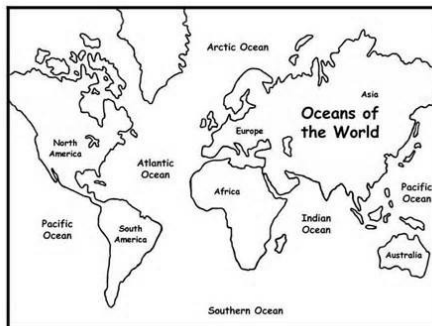 Arctic Ocean
Asia
Oceans of
the World
North
America
Europe
Atlantic
Ocean
Africa
Pacific
Ocean
Pacific
Ocean
South
America
Indian
Ocean
Australia
Southern Ocean